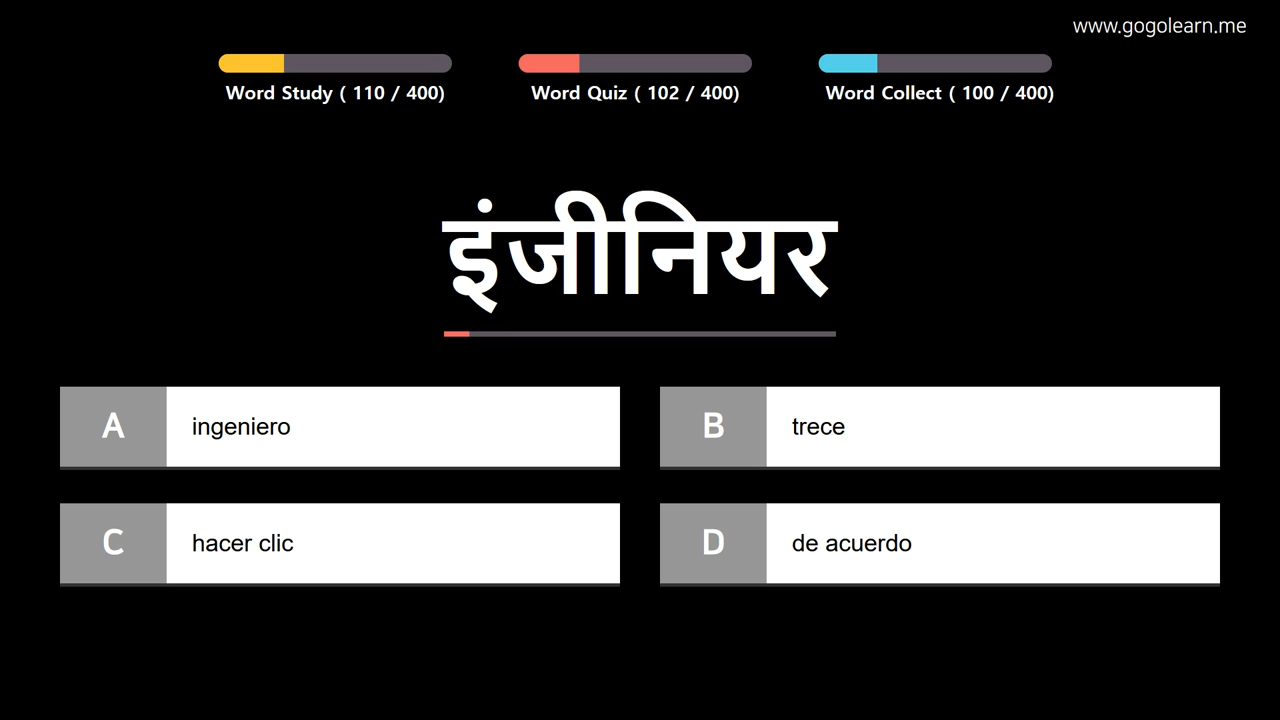 www.gogolearn.me
Word Study ( 110 / 400)
Word Quiz ( 102 / 400)
Word Collect ( 100 / 400)
इंजीनियर
A ingeniero
B trece
C hacer clic
D de acuerdo